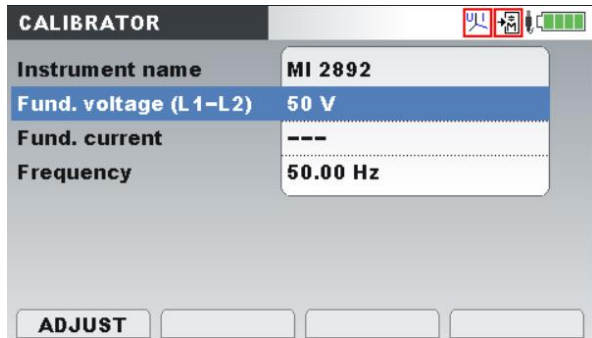 CALIBRATOR
Instrument name MI 2892
Fund. voltage (L1-L2) 50 V
Fund. current ---
Frequency 50.00 Hz
ADJUST